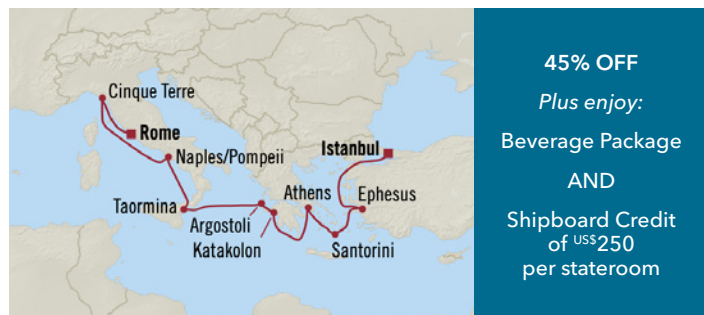 Cinque Terre
Rome
Naples/Pompeii
Istanbul
Taormina
Argostoli
Katakolon
Athens
Ephesus
Santorini
45% OFF
Plus enjoy:
Beverage Package
AND
Shipboard Credit
of US$250
per stateroom